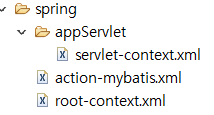 spring
appServlet
servlet-context.xml
action-mybatis.xml
root-context.xml